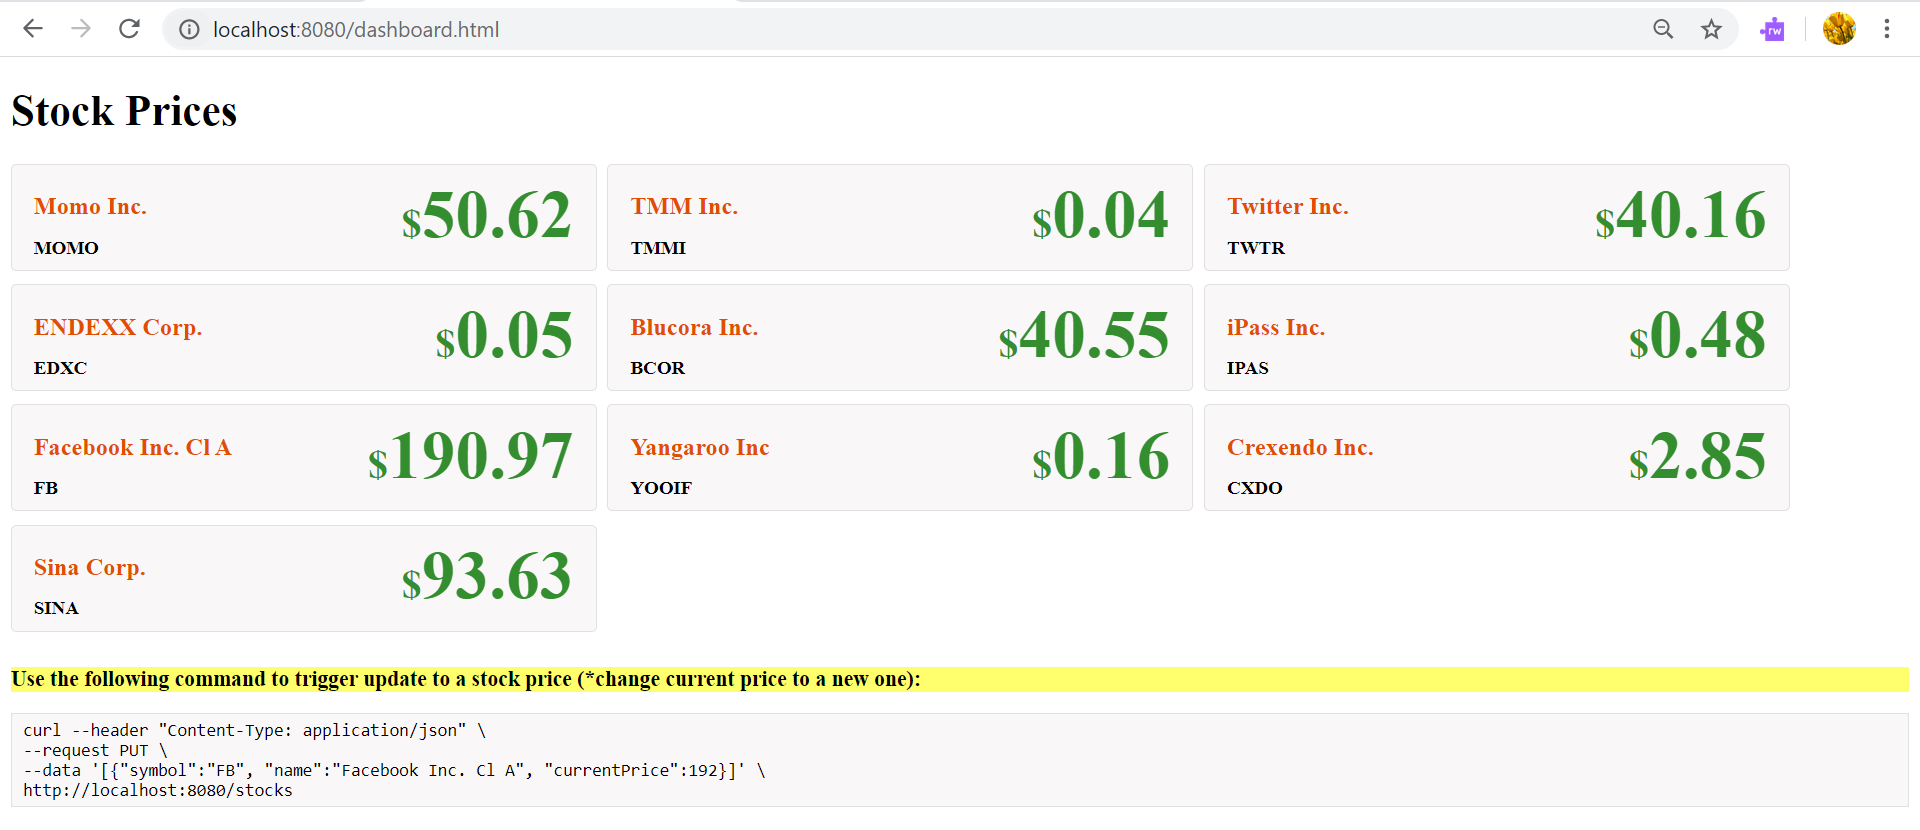 localhost:8080/dashboard.html
rw
Stock Prices
Momo Inc.
$50.62
MOMO
TMM Inc.
$0.04
TMMI
Twitter Inc.
$40.16
TWTR
ENDEXX Corp.
$0.05
EDXC
Blucora Inc.
$40.55
BCOR
iPass Inc.
$0.48
IPAS
Facebook Inc. Cl A
$190.97
FB
Yangaroo Inc
$0.16
YOOIF
Crexendo Inc.
$2.85
CXDO
Sina Corp.
$93.63
SINA
Use the following command to trigger update to a stock price (*change current price to a new one):
curl --header "Content-Type: application/json" \
--request PUT \
--data '[{"symbol":"FB", "name":"Facebook Inc. Cl A", "currentPrice":192}]' \
http://localhost:8080/stocks